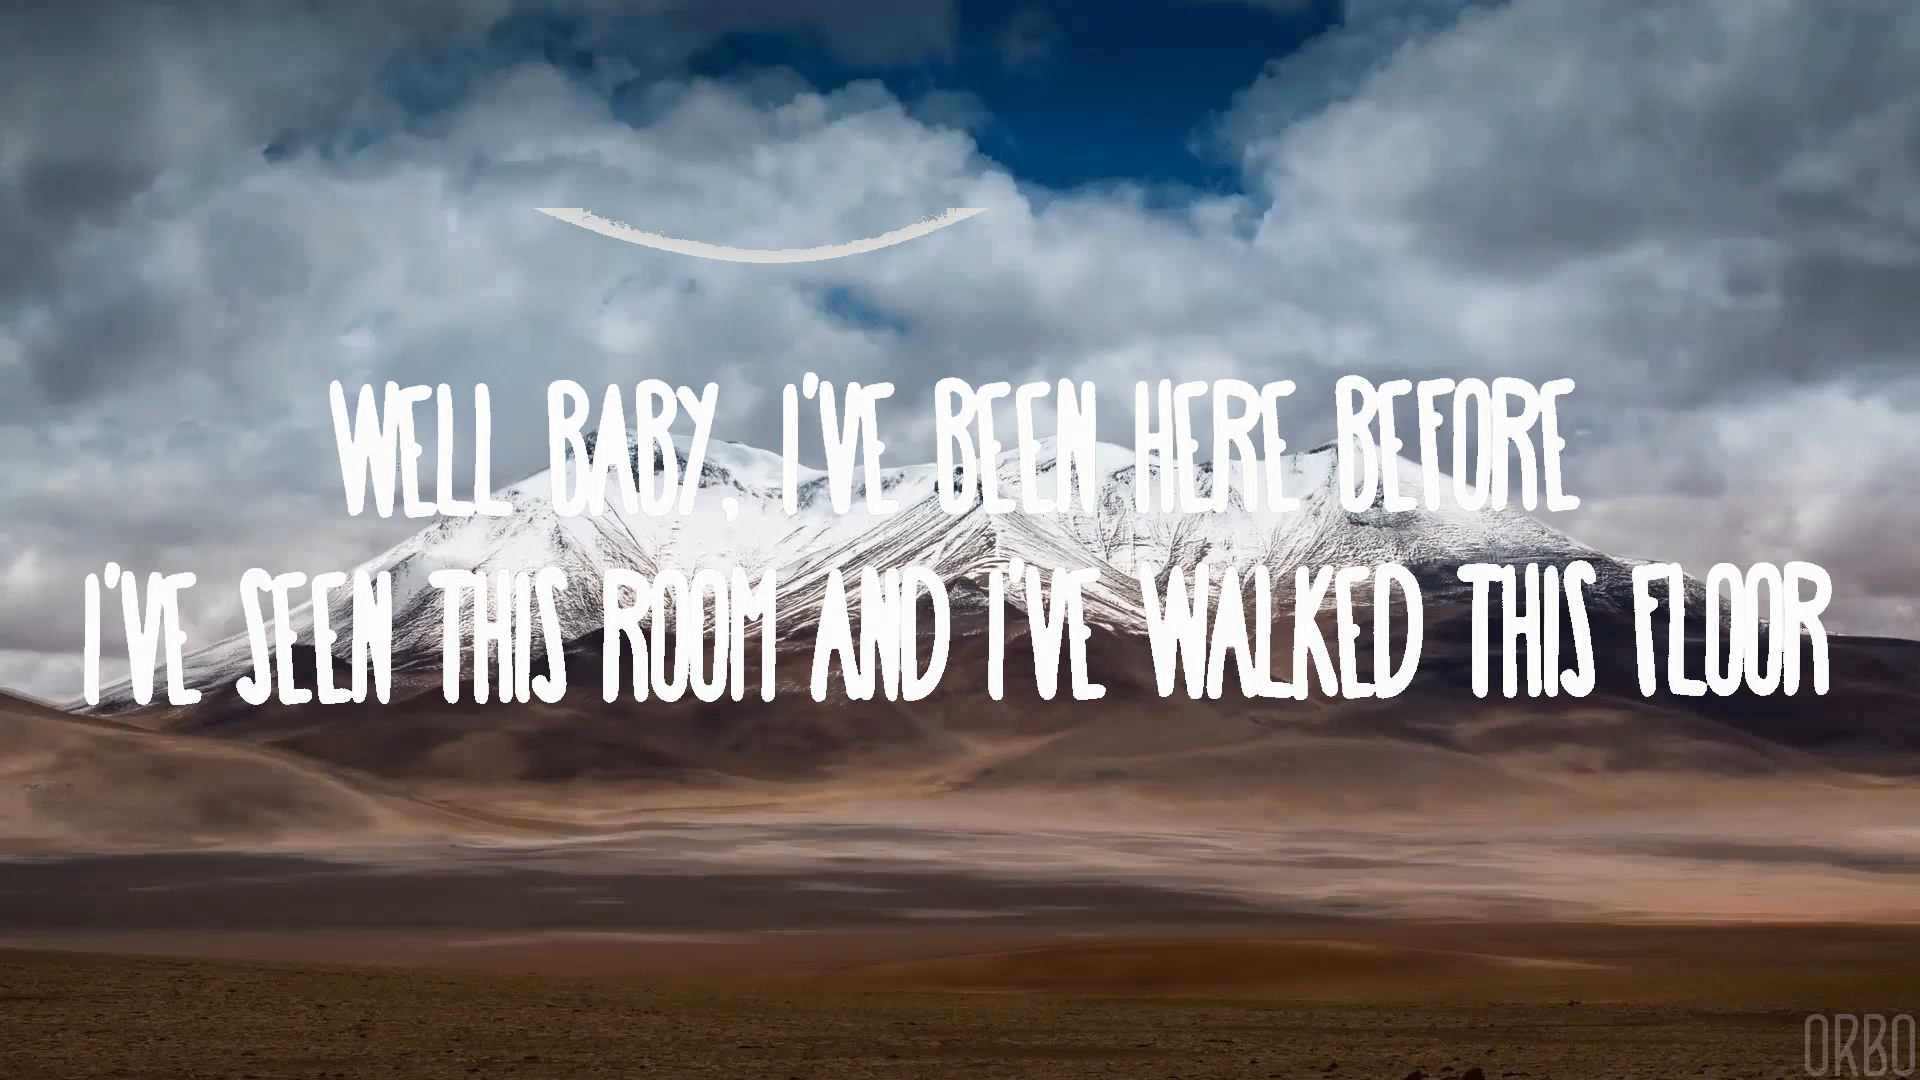 WELL BABY, I'VE BEEN HERE BEFORE
I'VE SEEN THIS ROOM AND I'VE WALKED THIS FLOOR
ORBO